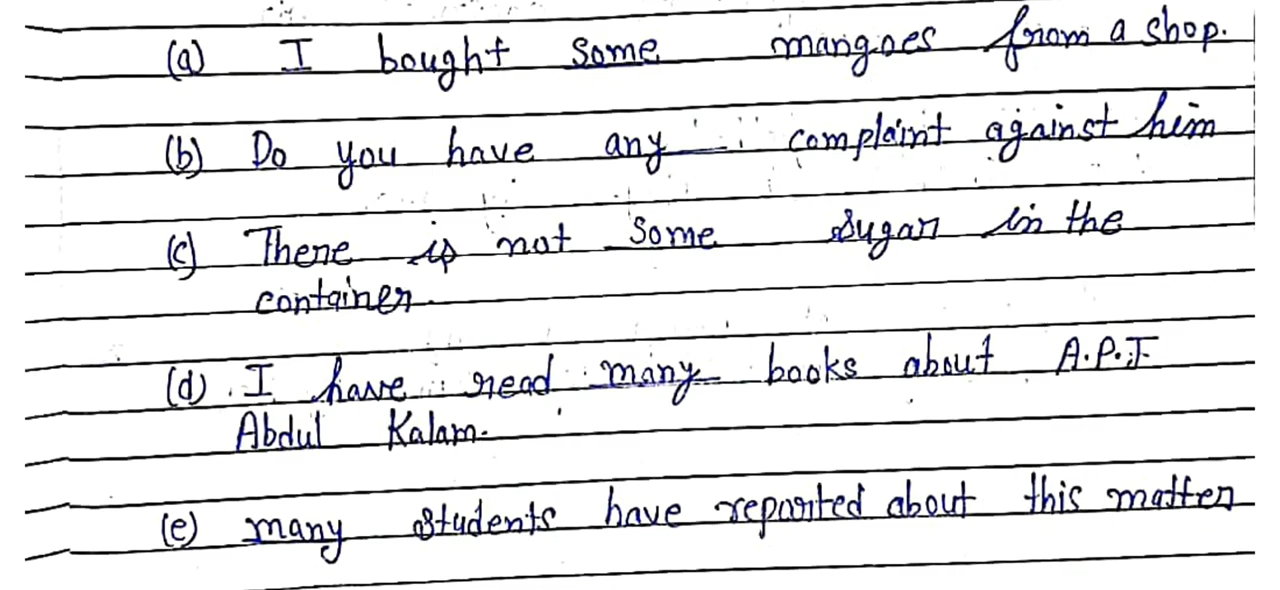 (a) I bought some mangoes from a shop.
(b) Do you have any complaint against him
(c) There is not some sugar in the
container.
(d) I have read many books about A.P.J
Abdul Kalam.
(e) many students have reported about this matter